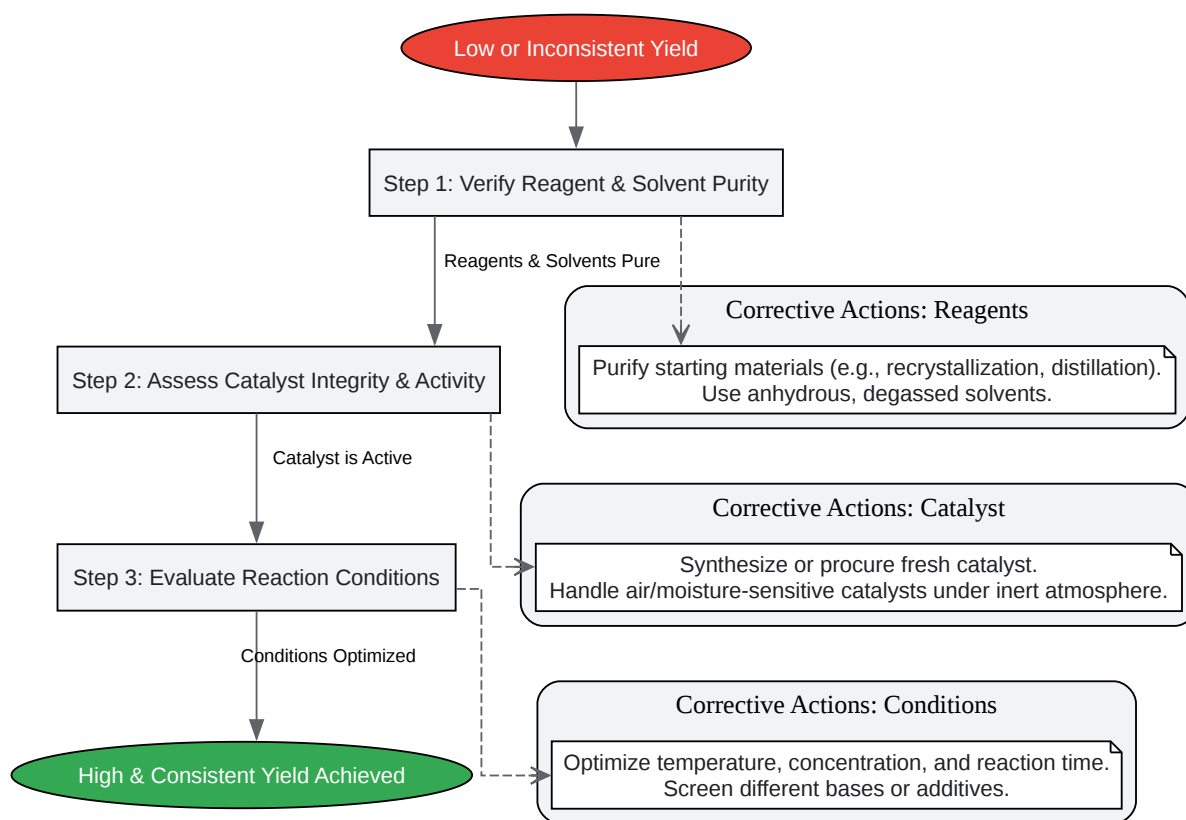 Low or Inconsistent Yield
Step 1: Verify Reagent & Solvent Purity
Reagents & Solvents Pure
Corrective Actions: Reagents
Purify starting materials (e.g., recrystallization, distillation).
Use anhydrous, degassed solvents.
Step 2: Assess Catalyst Integrity & Activity
Catalyst is Active
Corrective Actions: Catalyst
Synthesize or procure fresh catalyst.
Handle air/moisture-sensitive catalysts under inert atmosphere.
Step 3: Evaluate Reaction Conditions
Conditions Optimized
Corrective Actions: Conditions
Optimize temperature, concentration, and reaction time.
Screen different bases or additives.
High & Consistent Yield Achieved